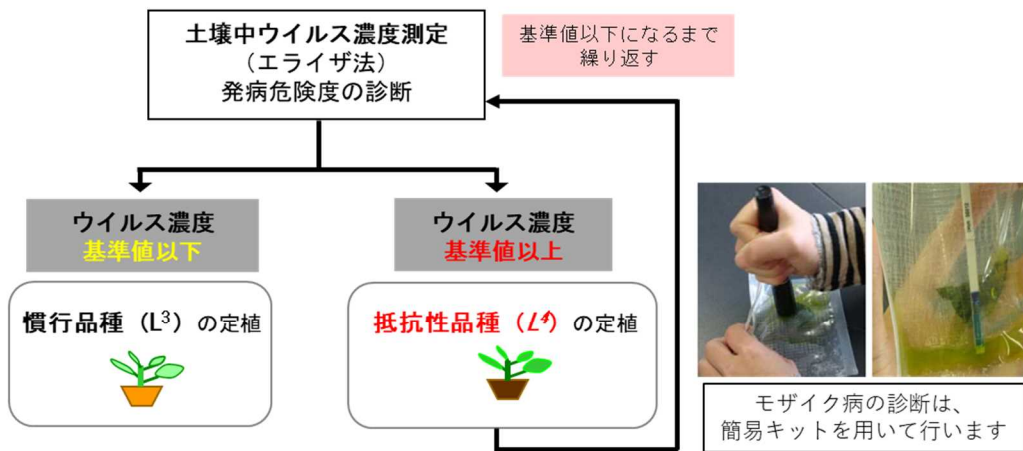 土壌中ウイルス濃度測定
（エライザ法）
発病危険度の診断
基準値以下になるまで
繰り返す
ウイルス濃度
基準値以下
ウイルス濃度
基準値以上
慣行品種（L³）の定植
抵抗性品種（L⁴）の定植
モザイク病の診断は、
簡易キットを用いて行います